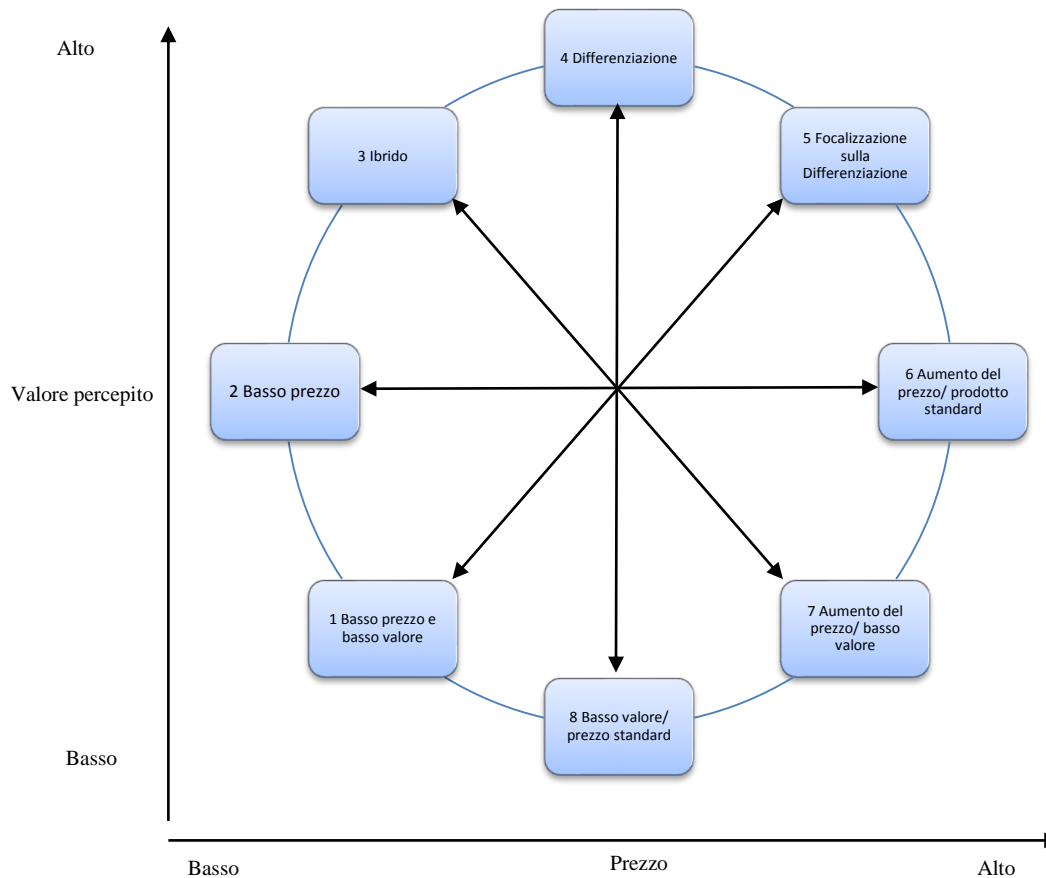 Alto
4 Differenziazione
3 Ibrido
5 Focalizzazione
sulla
Differenziazione
Valore percepito
2 Basso prezzo
6 Aumento del
prezzo/ prodotto
standard
1 Basso prezzo e
basso valore
7 Aumento del
prezzo/ basso
valore
8 Basso valore/
prezzo standard
Basso
Basso
Prezzo
Alto